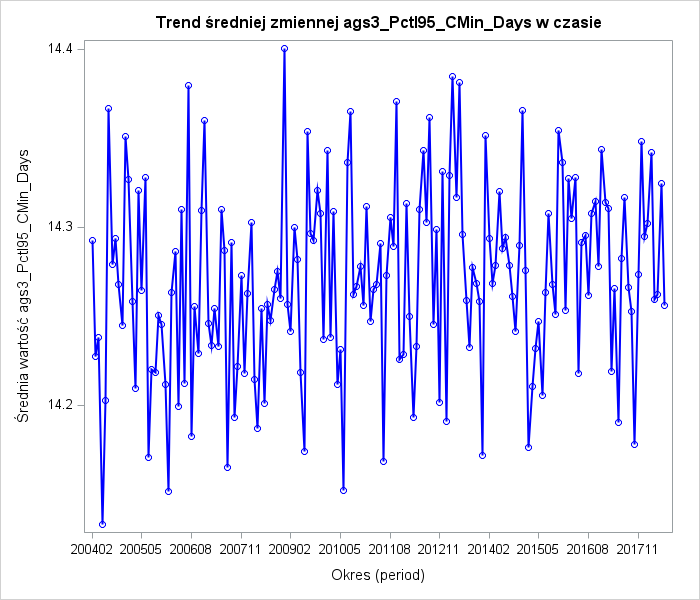 Trend średniej zmiennej ags3_Pctl95_CMin_Days w czasie
Średnia wartość ags3_Pctl95_CMin_Days
14.4
14.3
14.2
200402 200505 200608 200711 200902 201005 201108 201211 201402 201505 201608 201711
Okres (period)